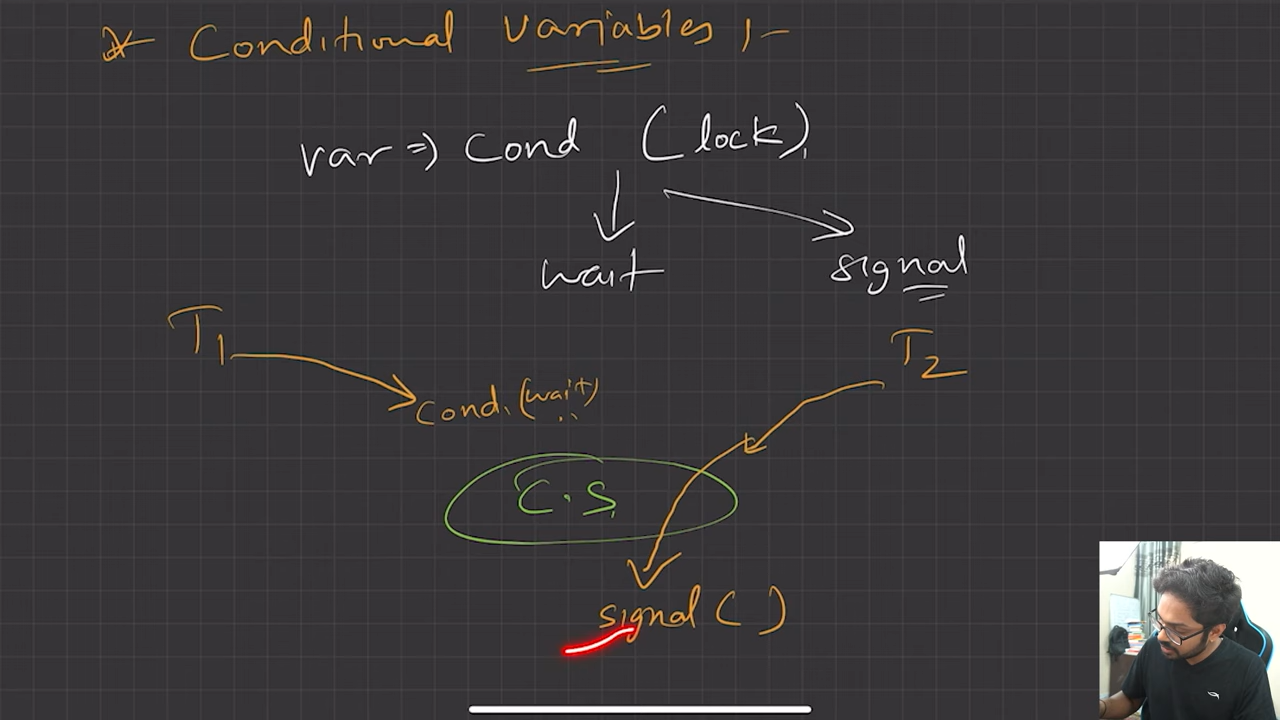 * Conditional Variables :-
var => Cond (lock)
wait
signal
T1
T2
Cond.(wait)
C.S
signal( )